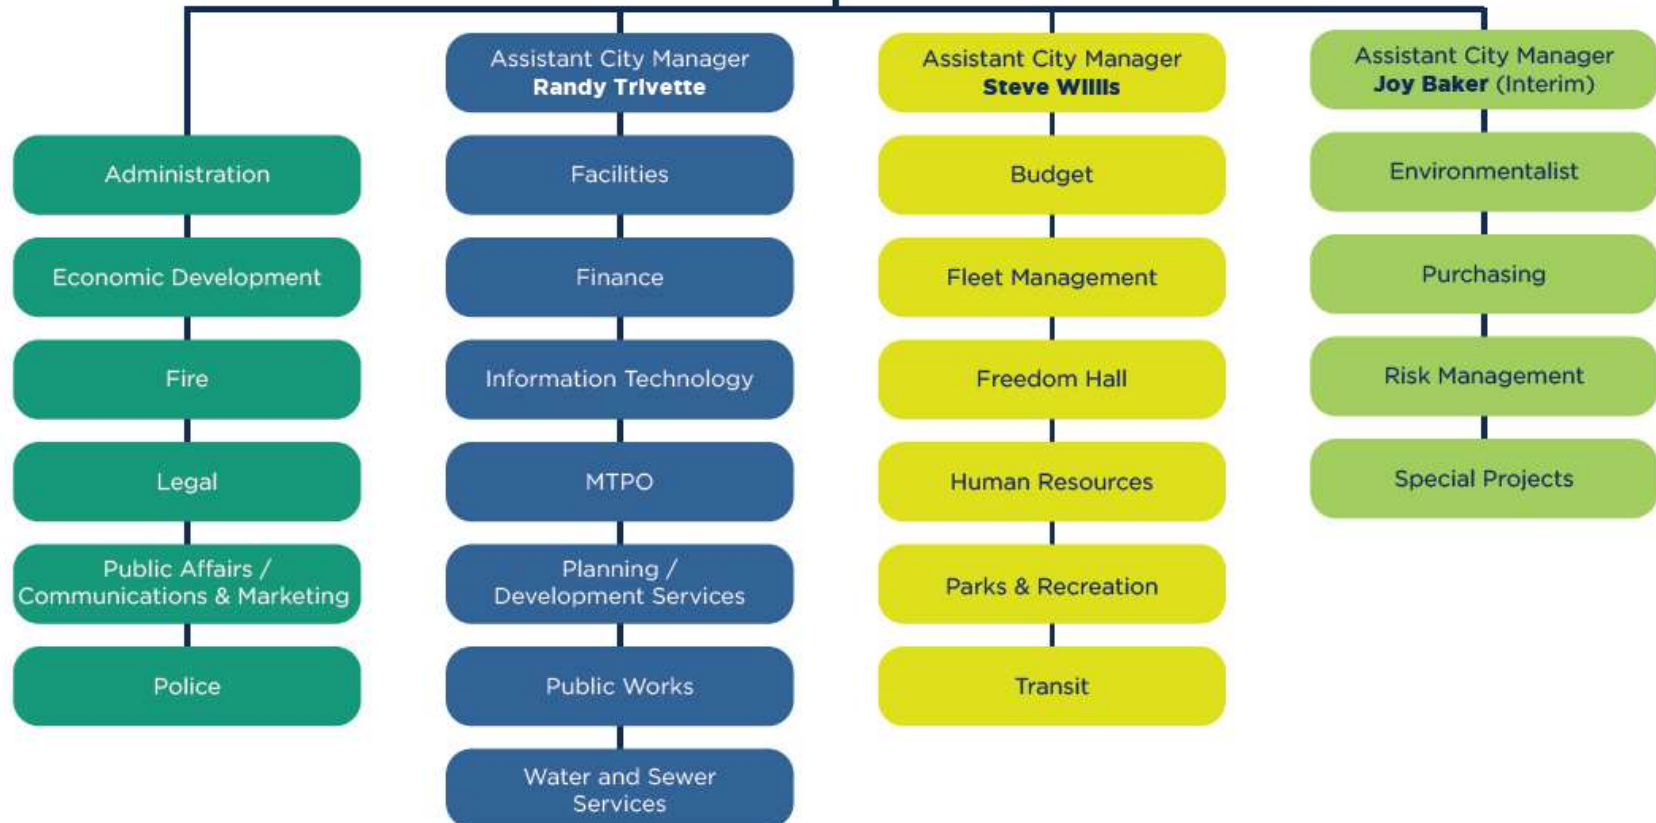 Administration
Economic Development
Fire
Legal
Public Affairs /
Communications & Marketing
Police
Assistant City Manager
Randy Trivette
Facilities
Finance
Information Technology
MTPO
Planning /
Development Services
Public Works
Water and Sewer
Services
Assistant City Manager
Steve Willis
Budget
Fleet Management
Freedom Hall
Human Resources
Parks & Recreation
Transit
Assistant City Manager
Joy Baker (Interim)
Environmentalist
Purchasing
Risk Management
Special Projects